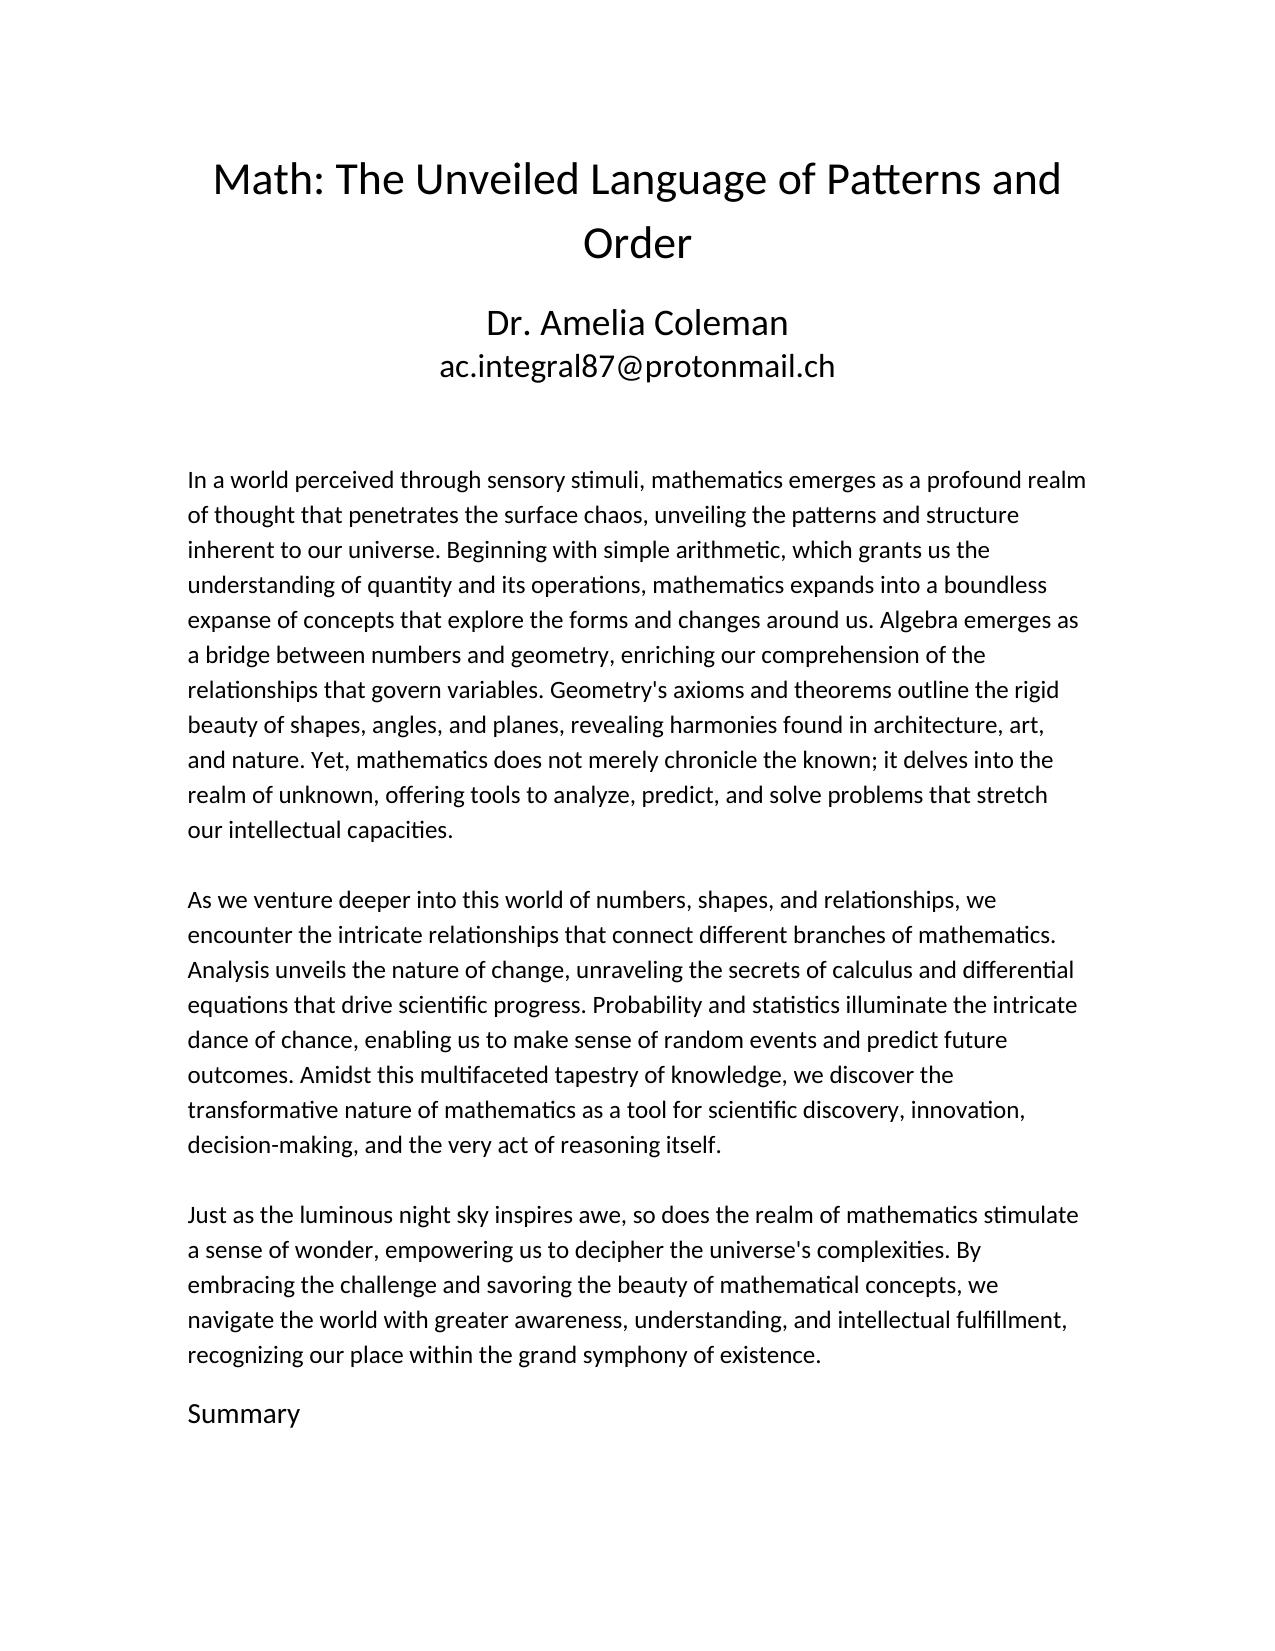 Math: The Unveiled Language of Patterns and
Order
Dr. Amelia Coleman
ac.integral87@protonmail.ch
In a world perceived through sensory stimuli, mathematics emerges as a profound realm
of thought that penetrates the surface chaos, unveiling the patterns and structure
inherent to our universe. Beginning with simple arithmetic, which grants us the
understanding of quantity and its operations, mathematics expands into a boundless
expanse of concepts that explore the forms and changes around us. Algebra emerges as
a bridge between numbers and geometry, enriching our comprehension of the
relationships that govern variables. Geometry's axioms and theorems outline the rigid
beauty of shapes, angles, and planes, revealing harmonies found in architecture, art,
and nature. Yet, mathematics does not merely chronicle the known; it delves into the
realm of unknown, offering tools to analyze, predict, and solve problems that stretch
our intellectual capacities.
As we venture deeper into this world of numbers, shapes, and relationships, we
encounter the intricate relationships that connect different branches of mathematics.
Analysis unveils the nature of change, unraveling the secrets of calculus and differential
equations that drive scientific progress. Probability and statistics illuminate the intricate
dance of chance, enabling us to make sense of random events and predict future
outcomes. Amidst this multifaceted tapestry of knowledge, we discover the
transformative nature of mathematics as a tool for scientific discovery, innovation,
decision-making, and the very act of reasoning itself.
Just as the luminous night sky inspires awe, so does the realm of mathematics stimulate
a sense of wonder, empowering us to decipher the universe's complexities. By
embracing the challenge and savoring the beauty of mathematical concepts, we
navigate the world with greater awareness, understanding, and intellectual fulfillment,
recognizing our place within the grand symphony of existence.
Summary